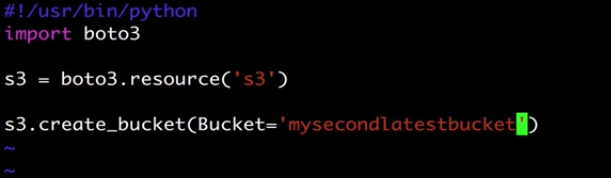 #!/usr/bin/python
import boto3
s3 = boto3.resource('s3')
s3.create_bucket(Bucket='mysecondlatestbucket')
~
~